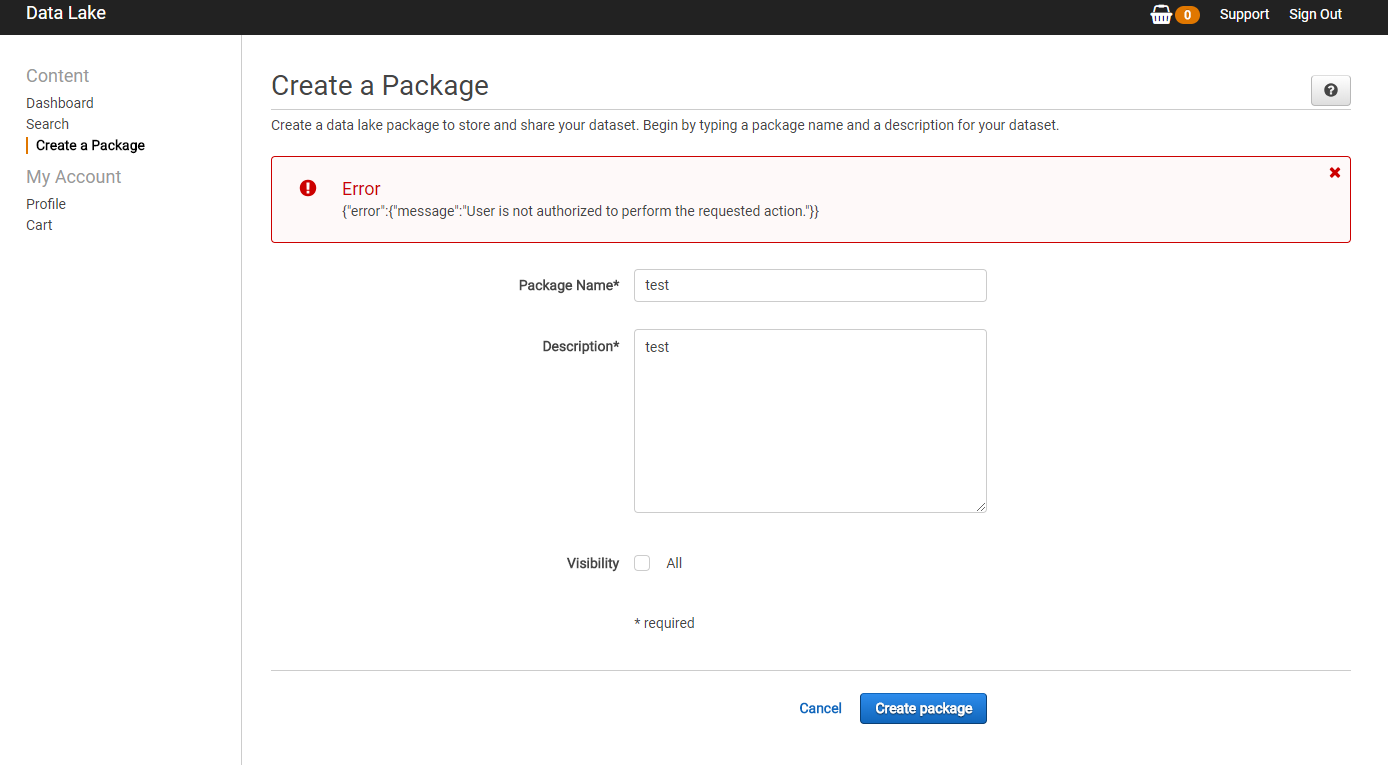 Data Lake
0 Support Sign Out
Content
Dashboard
Search
Create a Package
My Account
Profile
Cart
Create a Package
Create a data lake package to store and share your dataset. Begin by typing a package name and a description for your dataset.
Error
{"error":{"message":"User is not authorized to perform the requested action."}}
Package Name* test
Description* test
Visibility All
* required
Cancel Create package